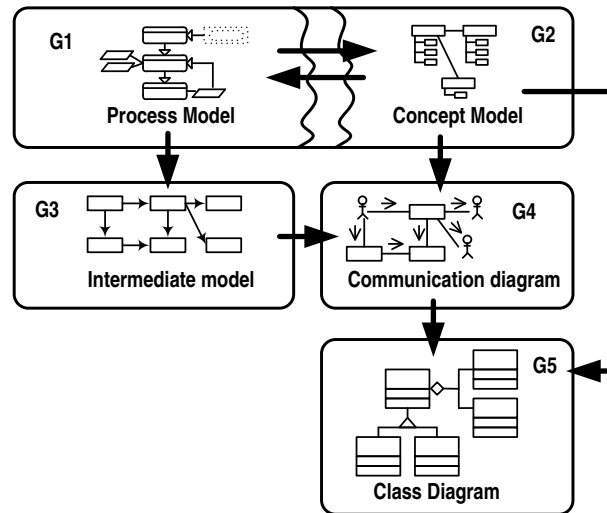 G1
G2
Process Model
Concept Model
G3
G4
Intermediate model
Communication diagram
G5
Class Diagram